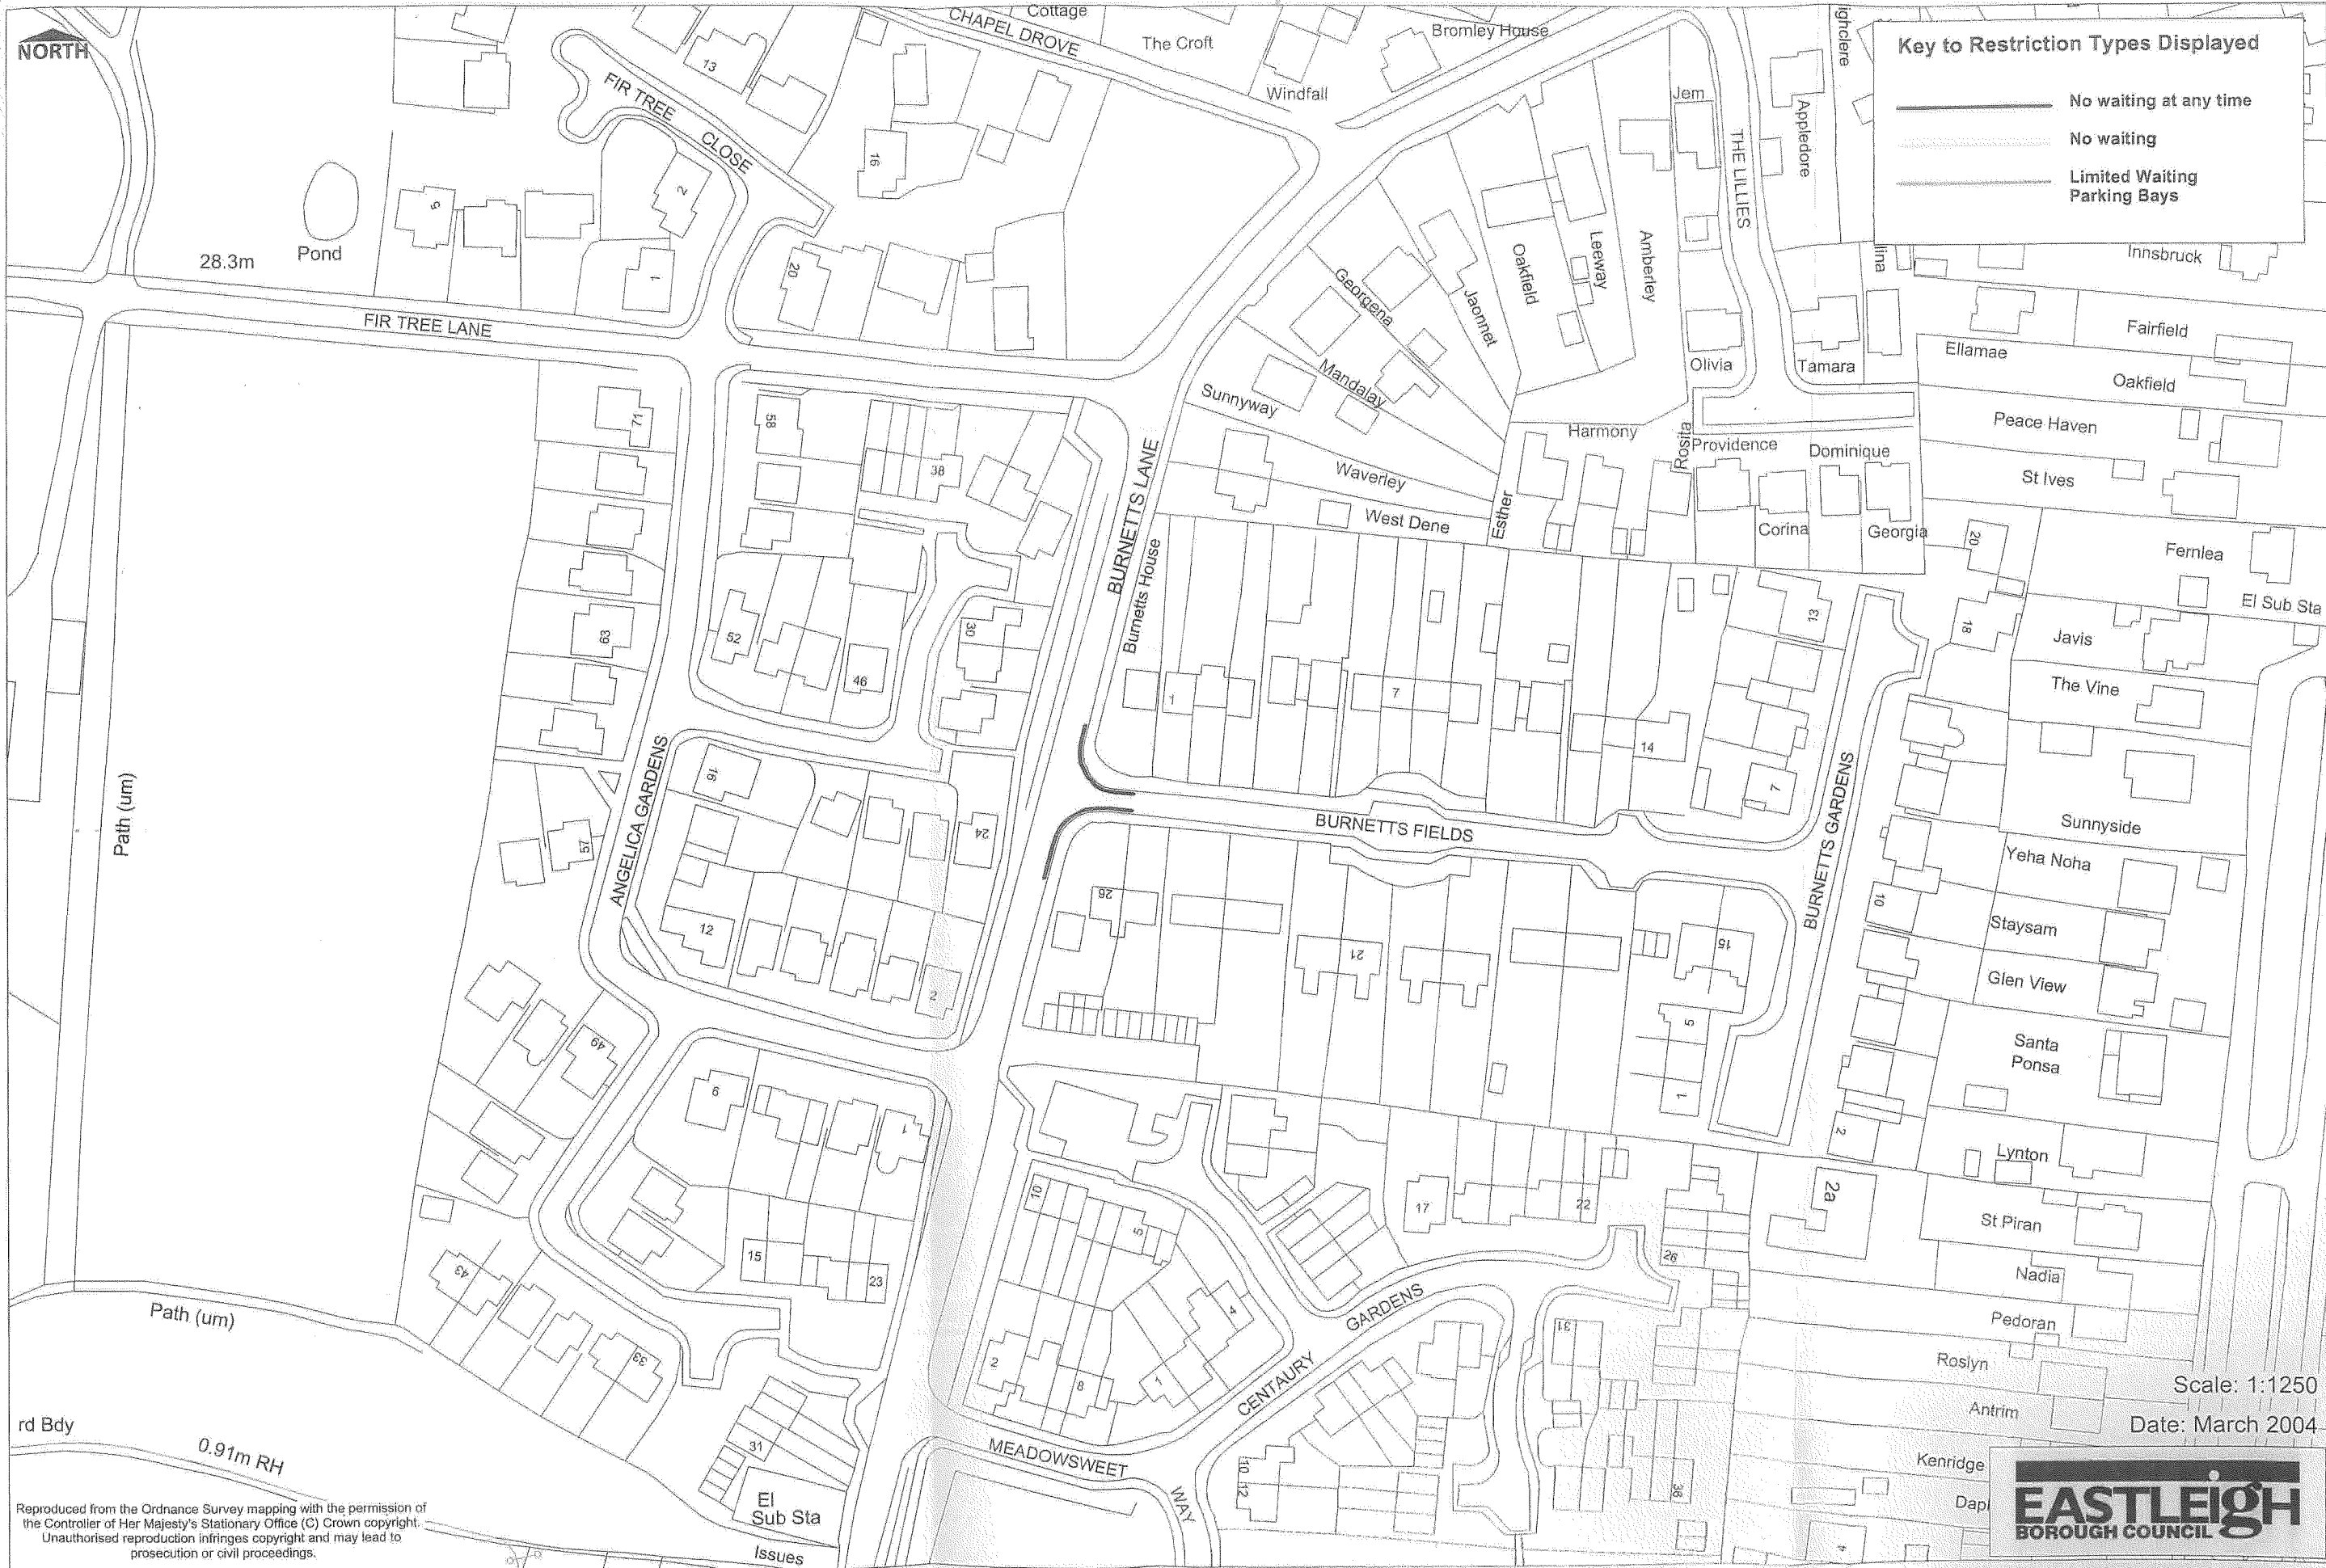 NORTH
Cottage
CHAPEL DROVE
The Croft
Bromley House
Windfall
13
FIR TREE CLOSE
16
2
5
1
20
Pond
28.3m
FIR TREE LANE
Jem
THE LILLIES
Appledore
ighclere
Key to Restriction Types Displayed
No waiting at any time
No waiting
Limited Waiting
Parking Bays
lina
Innsbruck
Fairfield
Ellamae
Oakfield
Peace Haven
St Ives
Fernlea
El Sub Sta
Javis
The Vine
Sunnyside
Yeha Noha
Staysam
Glen View
Santa
Ponsa
Lynton
St Piran
Nadia
Pedoran
Roslyn
Antrim
Kenridge
Dapl
Georgena
Jaonnet
Oakfield
Leeway
Amberley
Olivia
Tamara
Mandalay
Sunnyway
Waverley
West Dene
Esther
Harmony
Rosita
Providence
Dominique
Corina
Georgia
BURNETTS LANE
Burnetts House
71
58
38
63
52
46
30
1
7
14
13
20
18
7
BURNETTS FIELDS
BURNETTS GARDENS
10
ANGELICA GARDENS
16
24
57
12
2
26
21
15
5
1
2
2a
Path (um)
49
6
1
15
23
43
33
31
10
5
4
2
8
1
17
22
26
31
38
10
12
4
CENTAURY GARDENS
MEADOWSWEET WAY
Path (um)
rd Bdy
0.91m RH
El
Sub Sta
Issues
Reproduced from the Ordnance Survey mapping with the permission of
the Controller of Her Majesty's Stationary Office (C) Crown copyright.
Unauthorised reproduction infringes copyright and may lead to
prosecution or civil proceedings.
Scale: 1:1250
Date: March 2004
EASTLEIGH
BOROUGH COUNCIL